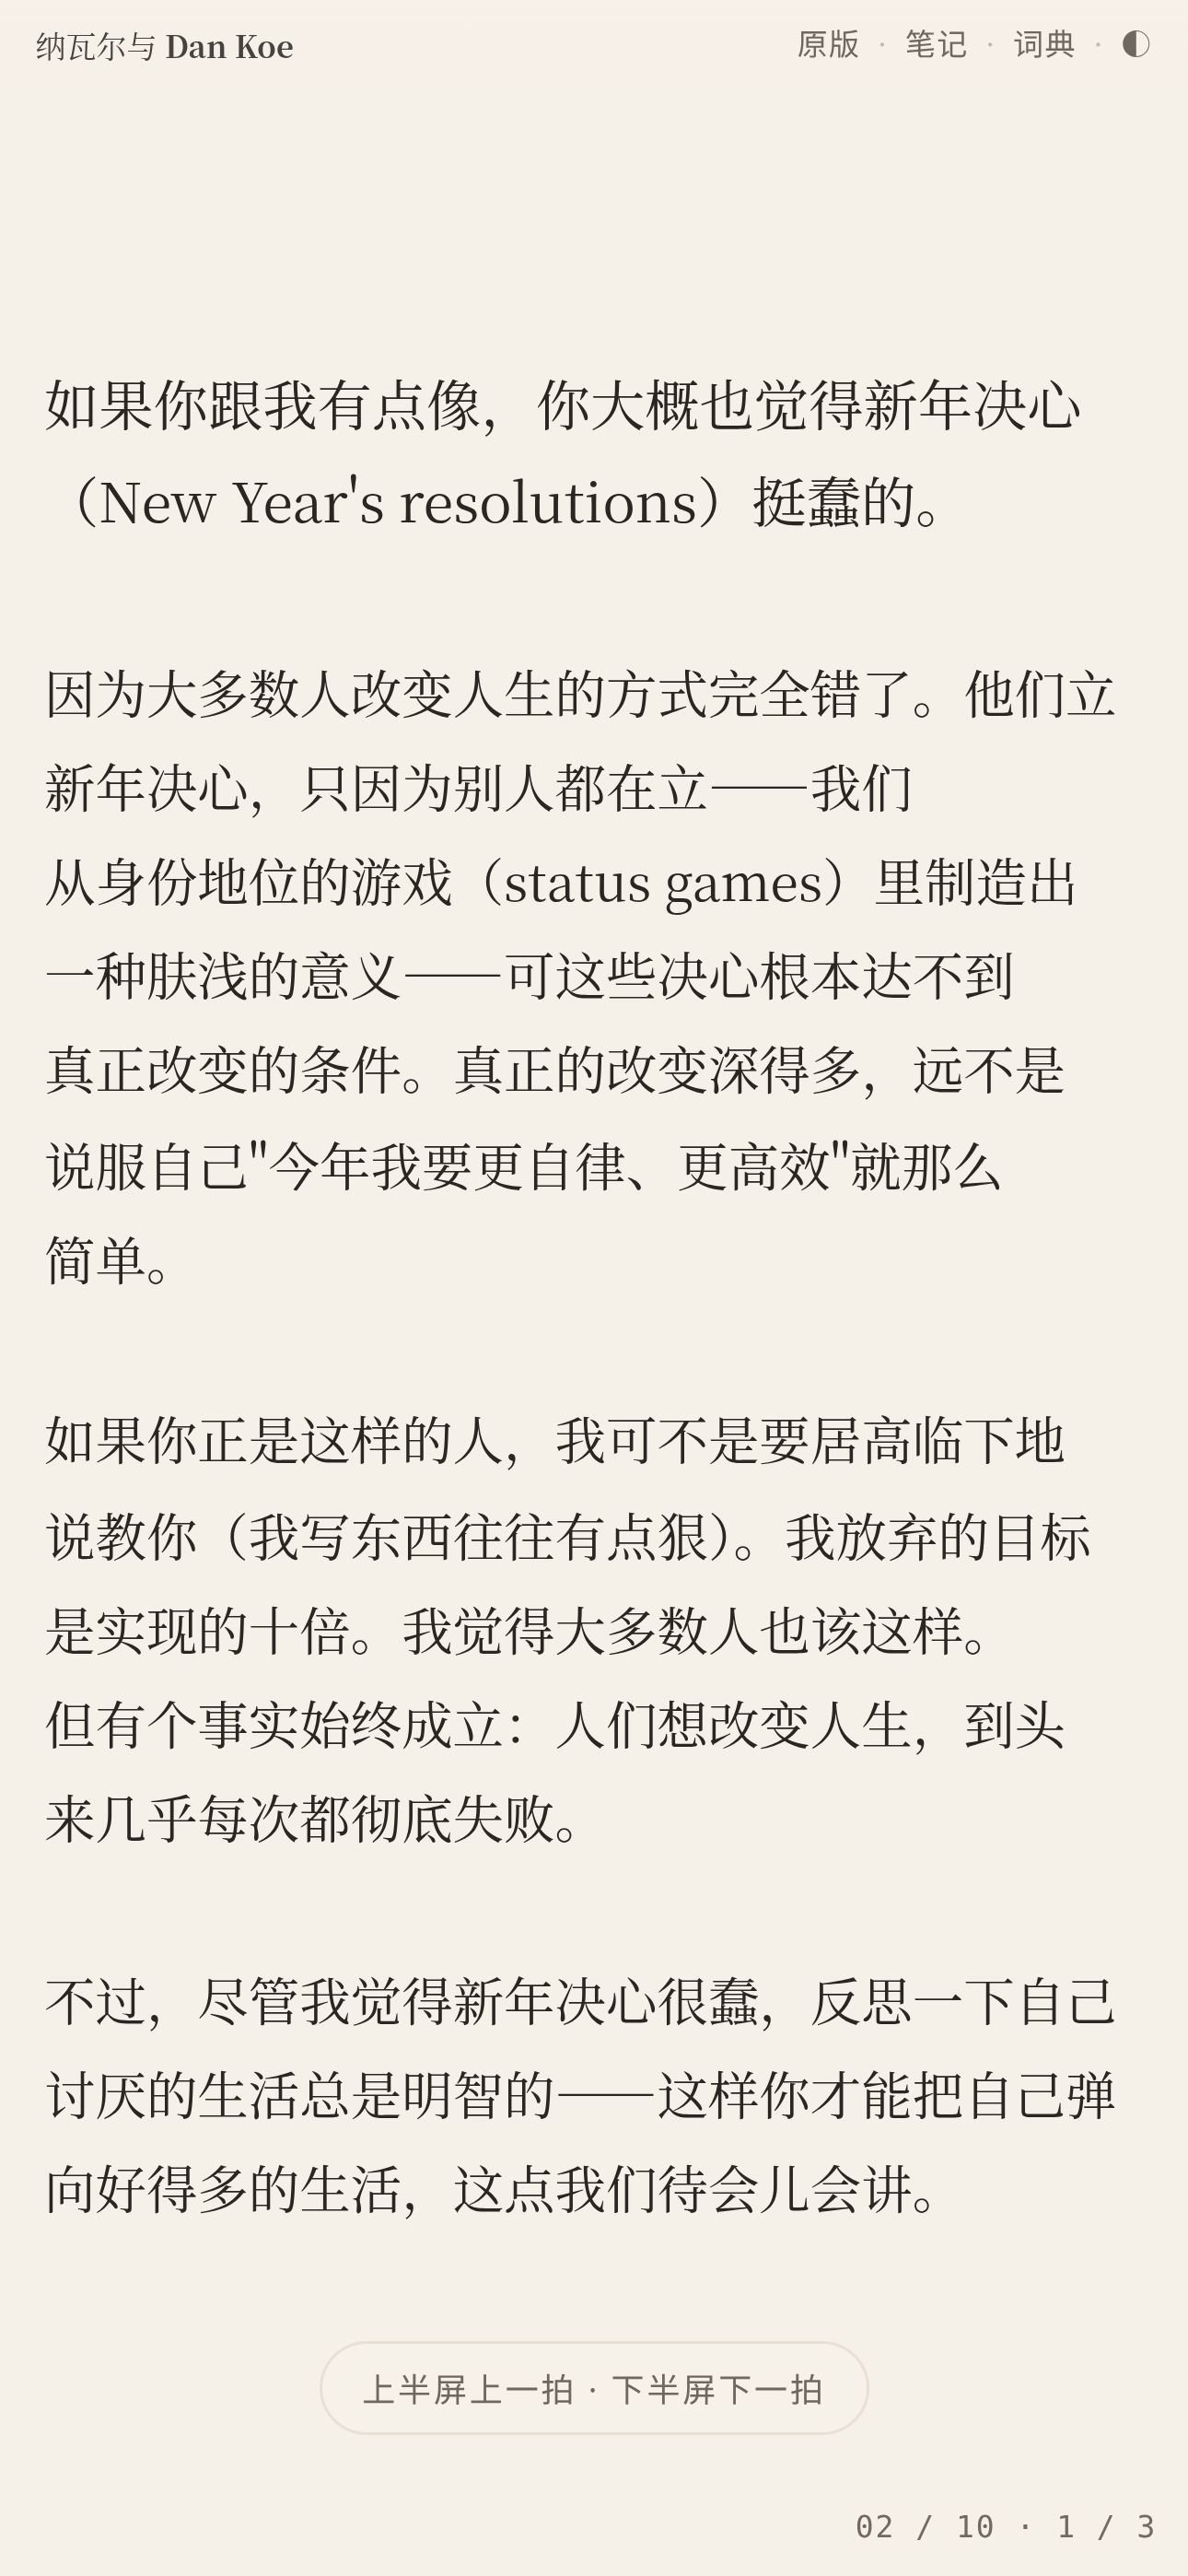 纳瓦尔与 Dan Koe
原版 · 笔记 · 词典 · ◐
如果你跟我有点像，你大概也觉得新年决心
（New Year's resolutions）挺蠢的。
因为大多数人改变人生的方式完全错了。他们立
新年决心，只因为别人都在立——我们
从身份地位的游戏（status games）里制造出
一种肤浅的意义——可这些决心根本达不到
真正改变的条件。真正的改变深得多，远不是
说服自己"今年我要更自律、更高效"就那么
简单。
如果你正是这样的人，我可不是要居高临下地
说教你（我写东西往往有点狠）。我放弃的目标
是实现的十倍。我觉得大多数人也该这样。
但有个事实始终成立：人们想改变人生，到头
来几乎每次都彻底失败。
不过，尽管我觉得新年决心很蠢，反思一下自己
讨厌的生活总是明智的——这样你才能把自己弹
向好得多的生活，这点我们待会儿会讲。
上半屏上一拍 · 下半屏下一拍
02 / 10 · 1 / 3